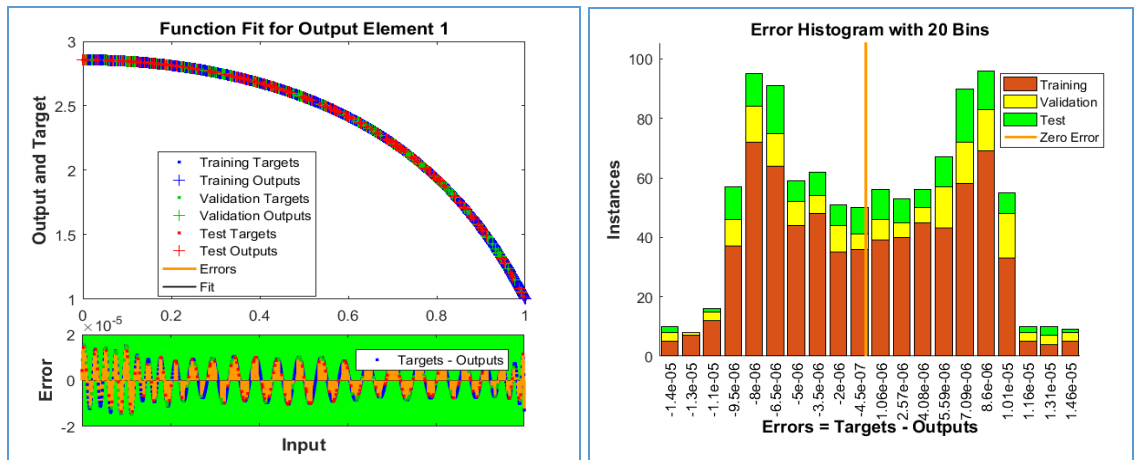 Function Fit for Output Element 1
Output and Target
3
2.5
2
1.5
1
Training Targets
Training Outputs
Validation Targets
Validation Outputs
Test Targets
Test Outputs
Errors
Fit
0 0.2 0.4 0.6 0.8 1
×10^-5
Error
2
0
-2
Targets - Outputs
Input
Error Histogram with 20 Bins
Instances
100
80
60
40
20
0
Training
Validation
Test
Zero Error
-1.4e-05
-1.3e-05
-1.1e-05
-9.5e-06
-8e-06
-6.5e-06
-5e-06
-3.5e-06
-2e-06
-4.5e-07
1.06e-06
2.57e-06
4.08e-06
5.59e-06
7.09e-06
8.6e-06
1.01e-05
1.16e-05
1.31e-05
1.46e-05
Errors = Targets - Outputs